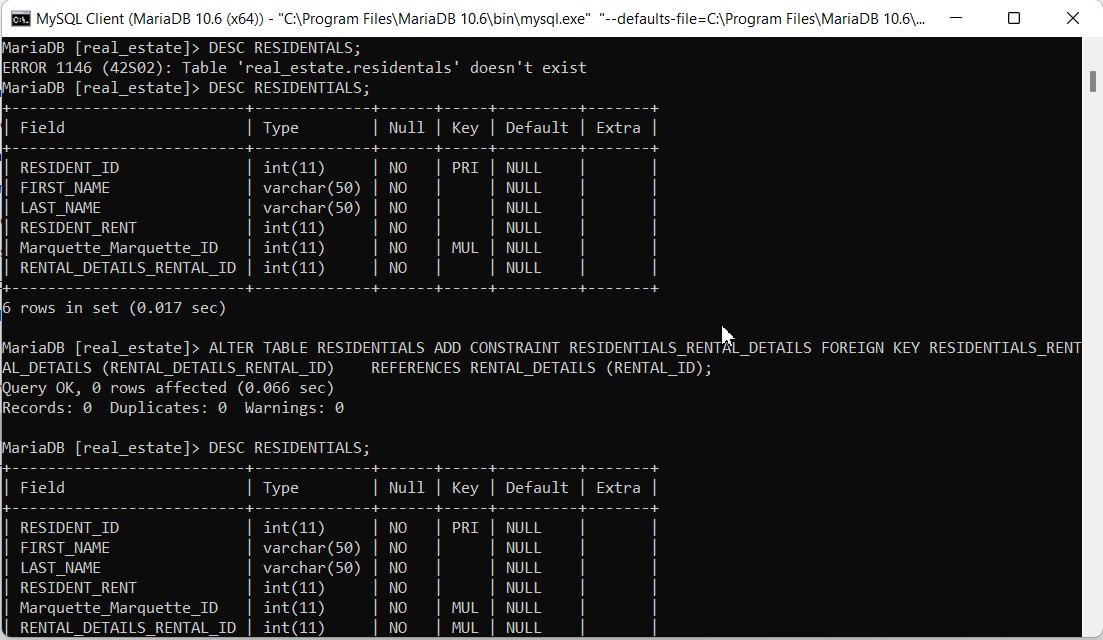 MySQL Client (MariaDB 10.6 (x64)) - "C:\Program Files\MariaDB 10.6\bin\mysql.exe"  "--defaults-file=C:\Program Files\MariaDB 10.6\...
MariaDB [real_estate]> DESC RESIDENTALS;
ERROR 1146 (42S02): Table 'real_estate.residentals' doesn't exist
MariaDB [real_estate]> DESC RESIDENTIALS;
+-------------------------+-------------+------+-----+---------+-------+
| Field                   | Type        | Null | Key | Default | Extra |
+-------------------------+-------------+------+-----+---------+-------+
| RESIDENT_ID             | int(11)     | NO   | PRI | NULL    |       |
| FIRST_NAME              | varchar(50) | NO   |     | NULL    |       |
| LAST_NAME               | varchar(50) | NO   |     | NULL    |       |
| RESIDENT_RENT           | int(11)     | NO   |     | NULL    |       |
| Marquette_Marquette_ID  | int(11)     | NO   | MUL | NULL    |       |
| RENTAL_DETAILS_RENTAL_ID | int(11)     | NO   |     | NULL    |       |
+-------------------------+-------------+------+-----+---------+-------+
6 rows in set (0.017 sec)
MariaDB [real_estate]> ALTER TABLE RESIDENTIALS ADD CONSTRAINT RESIDENTIALS_RENTAL_DETAILS FOREIGN KEY RESIDENTIALS_RENT
AL_DETAILS (RENTAL_DETAILS_RENTAL_ID)    REFERENCES RENTAL_DETAILS (RENTAL_ID);
Query OK, 0 rows affected (0.066 sec)
Records: 0  Duplicates: 0  Warnings: 0
MariaDB [real_estate]> DESC RESIDENTIALS;
+-------------------------+-------------+------+-----+---------+-------+
| Field                   | Type        | Null | Key | Default | Extra |
+-------------------------+-------------+------+-----+---------+-------+
| RESIDENT_ID             | int(11)     | NO   | PRI | NULL    |       |
| FIRST_NAME              | varchar(50) | NO   |     | NULL    |       |
| LAST_NAME               | varchar(50) | NO   |     | NULL    |       |
| RESIDENT_RENT           | int(11)     | NO   |     | NULL    |       |
| Marquette_Marquette_ID  | int(11)     | NO   | MUL | NULL    |       |
| RENTAL_DETAILS_RENTAL_ID | int(11)     | NO   | MUL | NULL    |       |